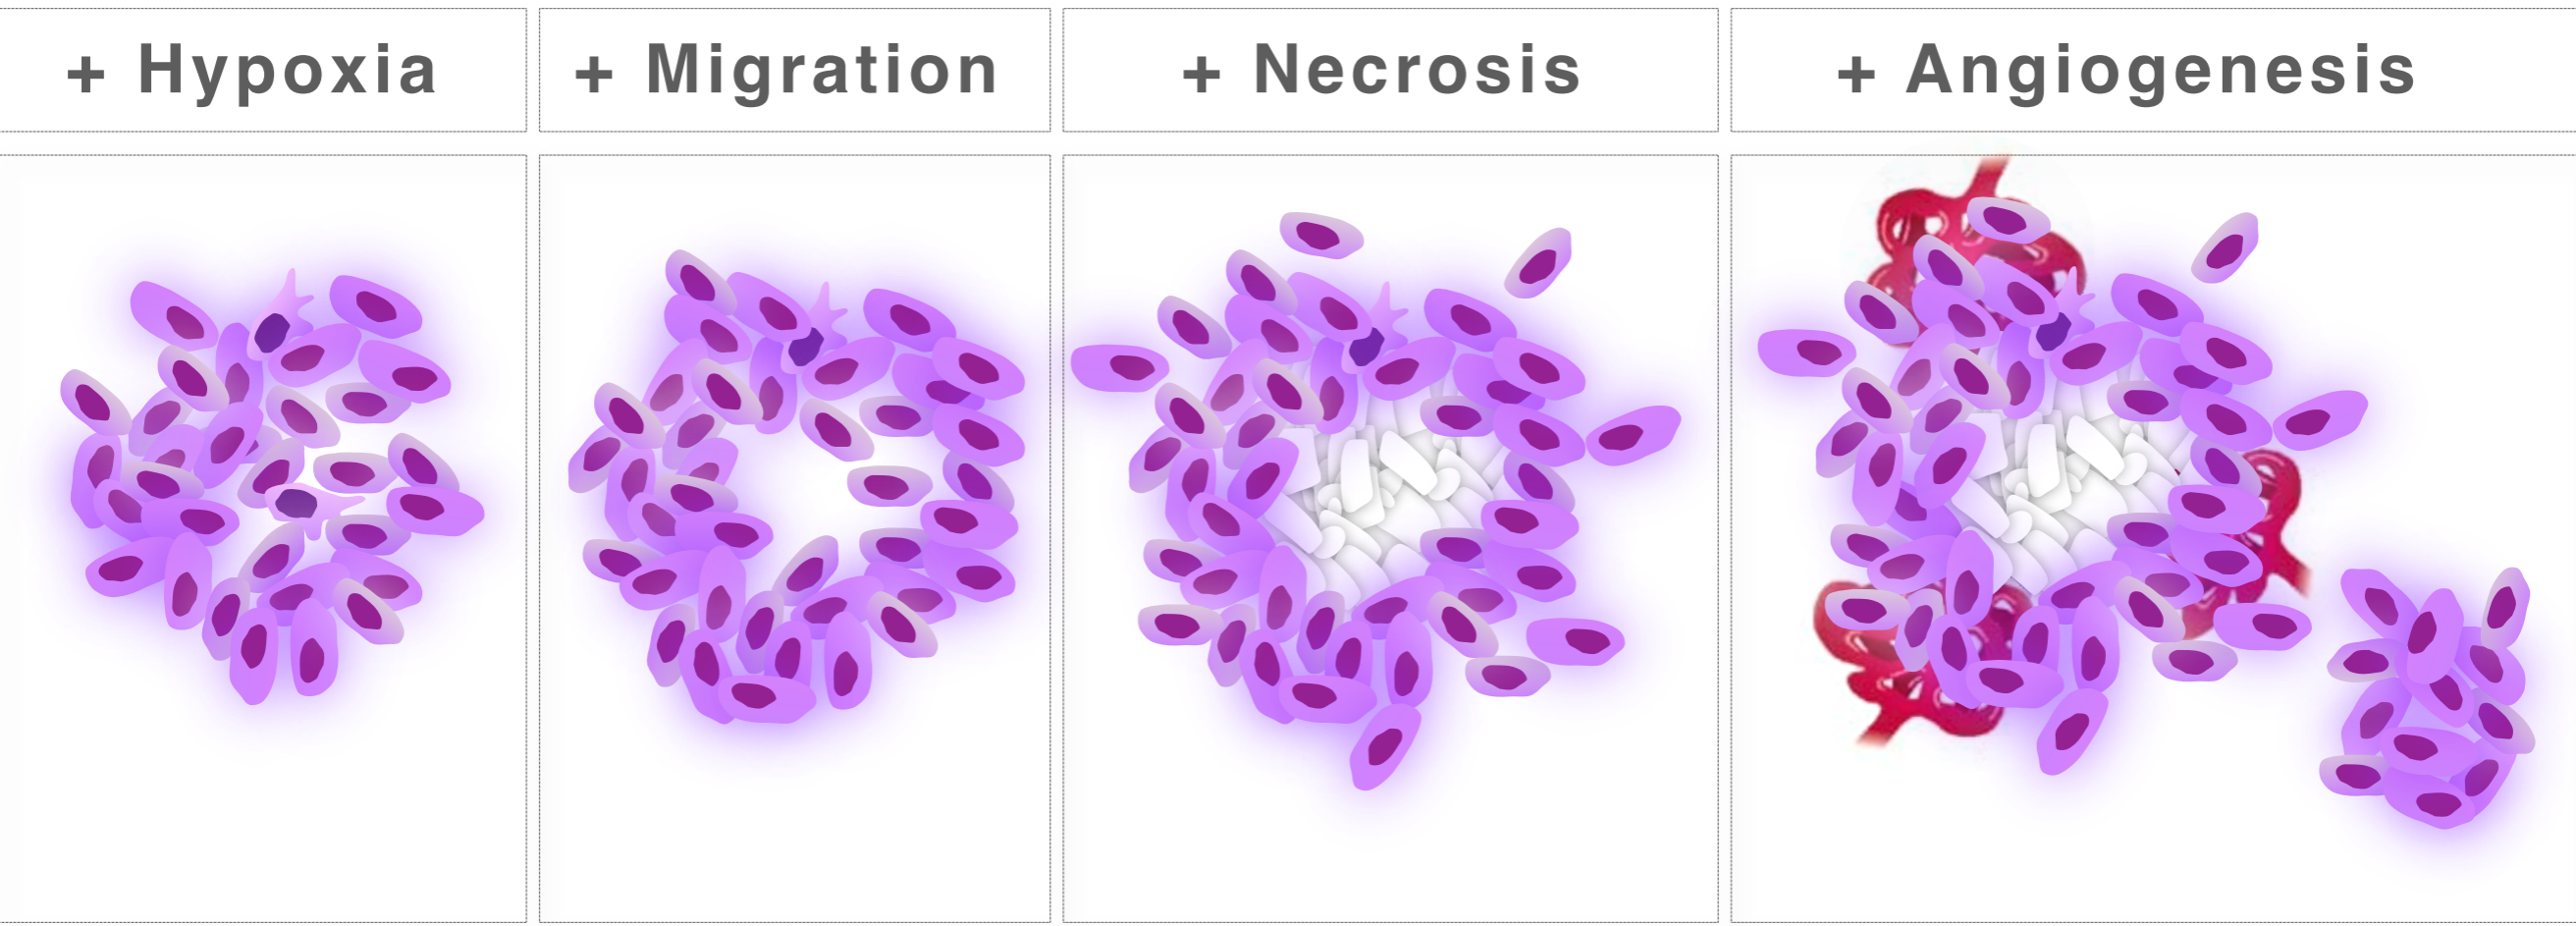 + Hypoxia
+ Migration
+ Necrosis
+ Angiogenesis